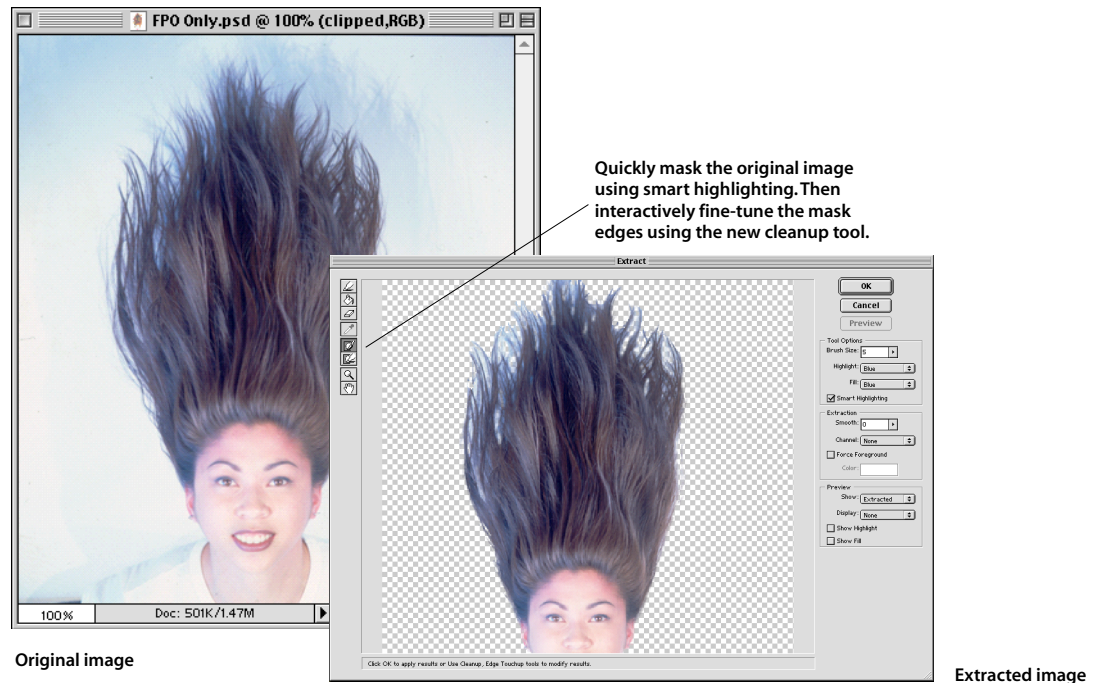 FPO Only.psd @ 100% (clipped,RGB)
Quickly mask the original image
using smart highlighting. Then
interactively fine-tune the mask
edges using the new cleanup tool.
Extract
OK
Cancel
Preview
Tool Options
Brush Size: 5
Highlight: Blue
Fill: Blue
Smart Highlighting
Extraction
Smooth: 0
Channel: None
Force Foreground
Color:
Preview
Show: Extracted
Display: None
Show Highlight
Show Fill
100%
Doc: 501K/1.47M
Click OK to apply results or Use Cleanup, Edge Touchup tools to modify results.
Original image
Extracted image